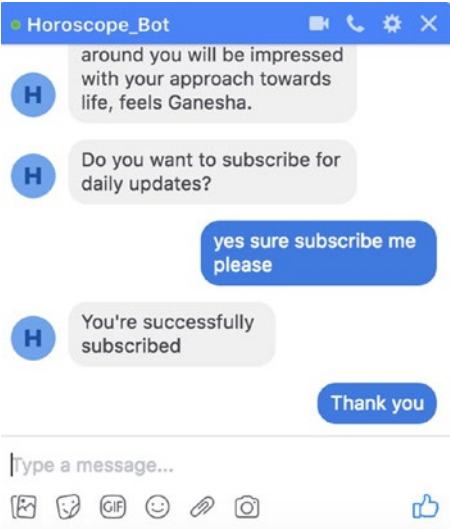 Horoscope_Bot
around you will be impressed
with your approach towards
life, feels Ganesha.
H
Do you want to subscribe for
daily updates?
H
yes sure subscribe me
please
You're successfully
subscribed
H
Thank you
Type a message...
GIF